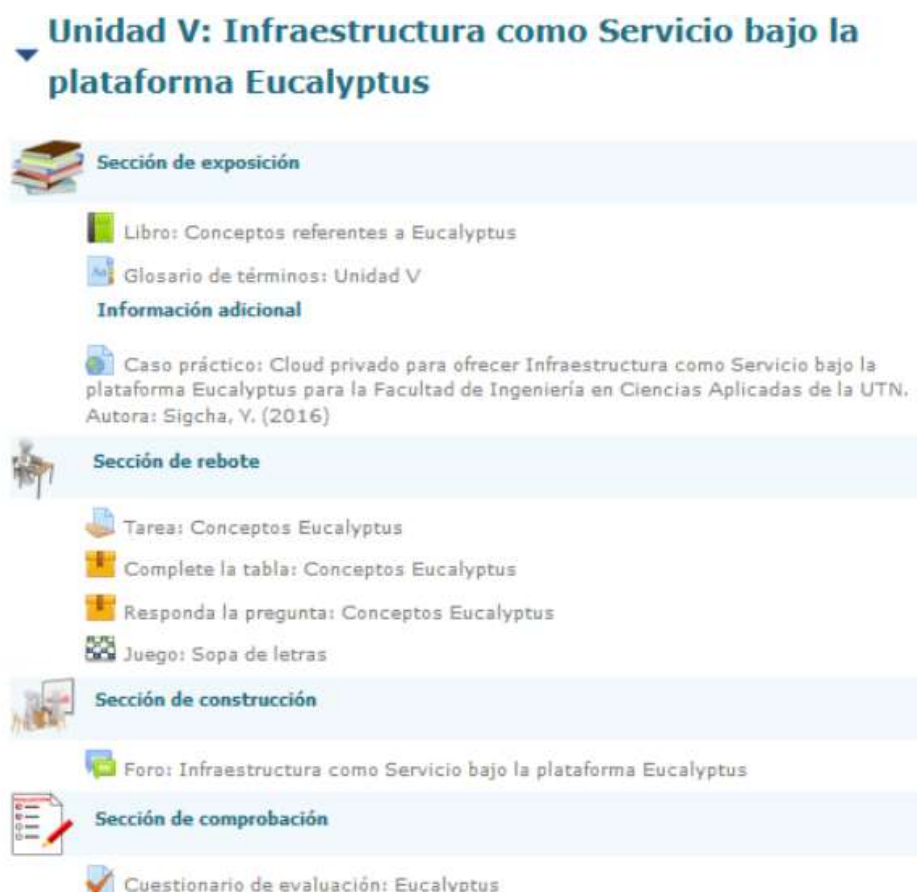 Unidad V: Infraestructura como Servicio bajo la
plataforma Eucalyptus
Sección de exposición
Libro: Conceptos referentes a Eucalyptus
Glosario de términos: Unidad V
Información adicional
Caso práctico: Cloud privado para ofrecer Infraestructura como Servicio bajo la
plataforma Eucalyptus para la Facultad de Ingeniería en Ciencias Aplicadas de la UTN.
Autora: Sigcha, Y. (2016)
Sección de rebote
Tarea: Conceptos Eucalyptus
Complete la tabla: Conceptos Eucalyptus
Responda la pregunta: Conceptos Eucalyptus
Juego: Sopa de letras
Sección de construcción
Foro: Infraestructura como Servicio bajo la plataforma Eucalyptus
Sección de comprobación
Cuestionario de evaluación: Eucalyptus